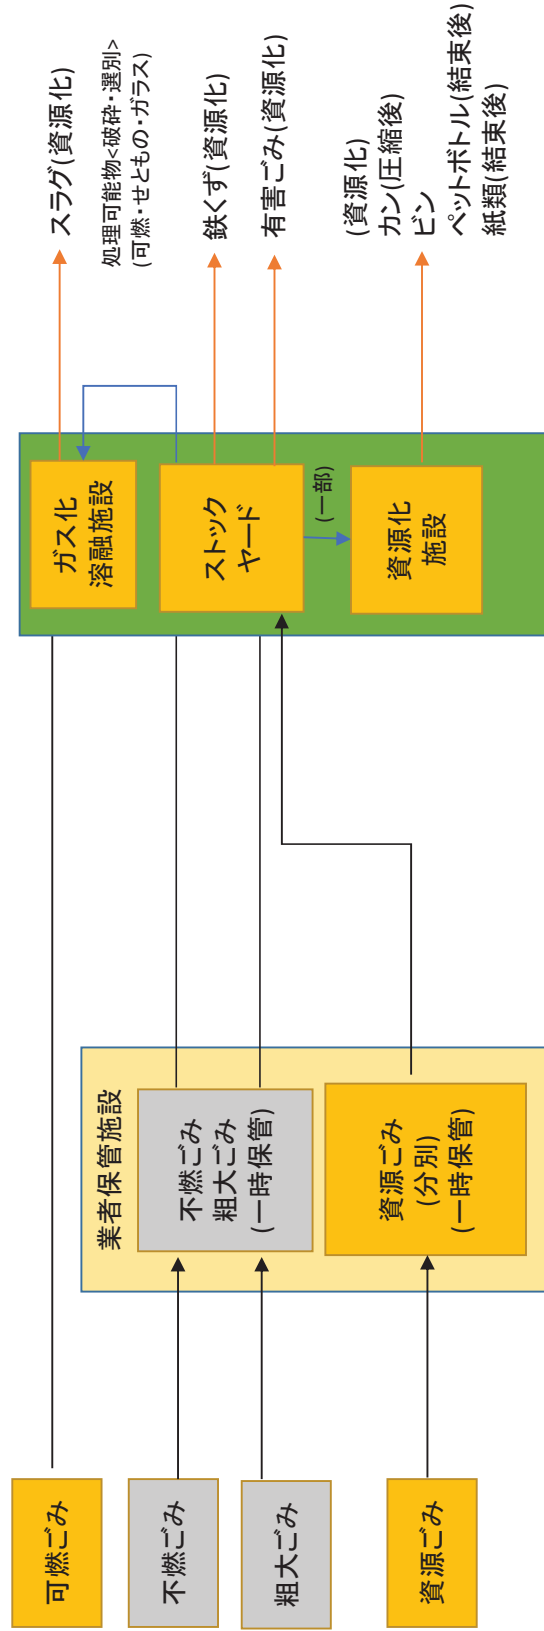 可燃ごみ
不燃ごみ
粗大ごみ
資源ごみ
業者保管施設
不燃ごみ
粗大ごみ
(一時保管)
資源ごみ
(分別)
(一時保管)
ガス化
溶融施設
ストック
ヤード
(一部)
資源化
施設
スラグ(資源化)
処理可能物<破砕・選別>
(可燃・せともの・ガラス)
鉄くず(資源化)
有害ごみ(資源化)
(資源化)
カン(圧縮後)
ビン
ペットボトル(結束後)
紙類(結束後)